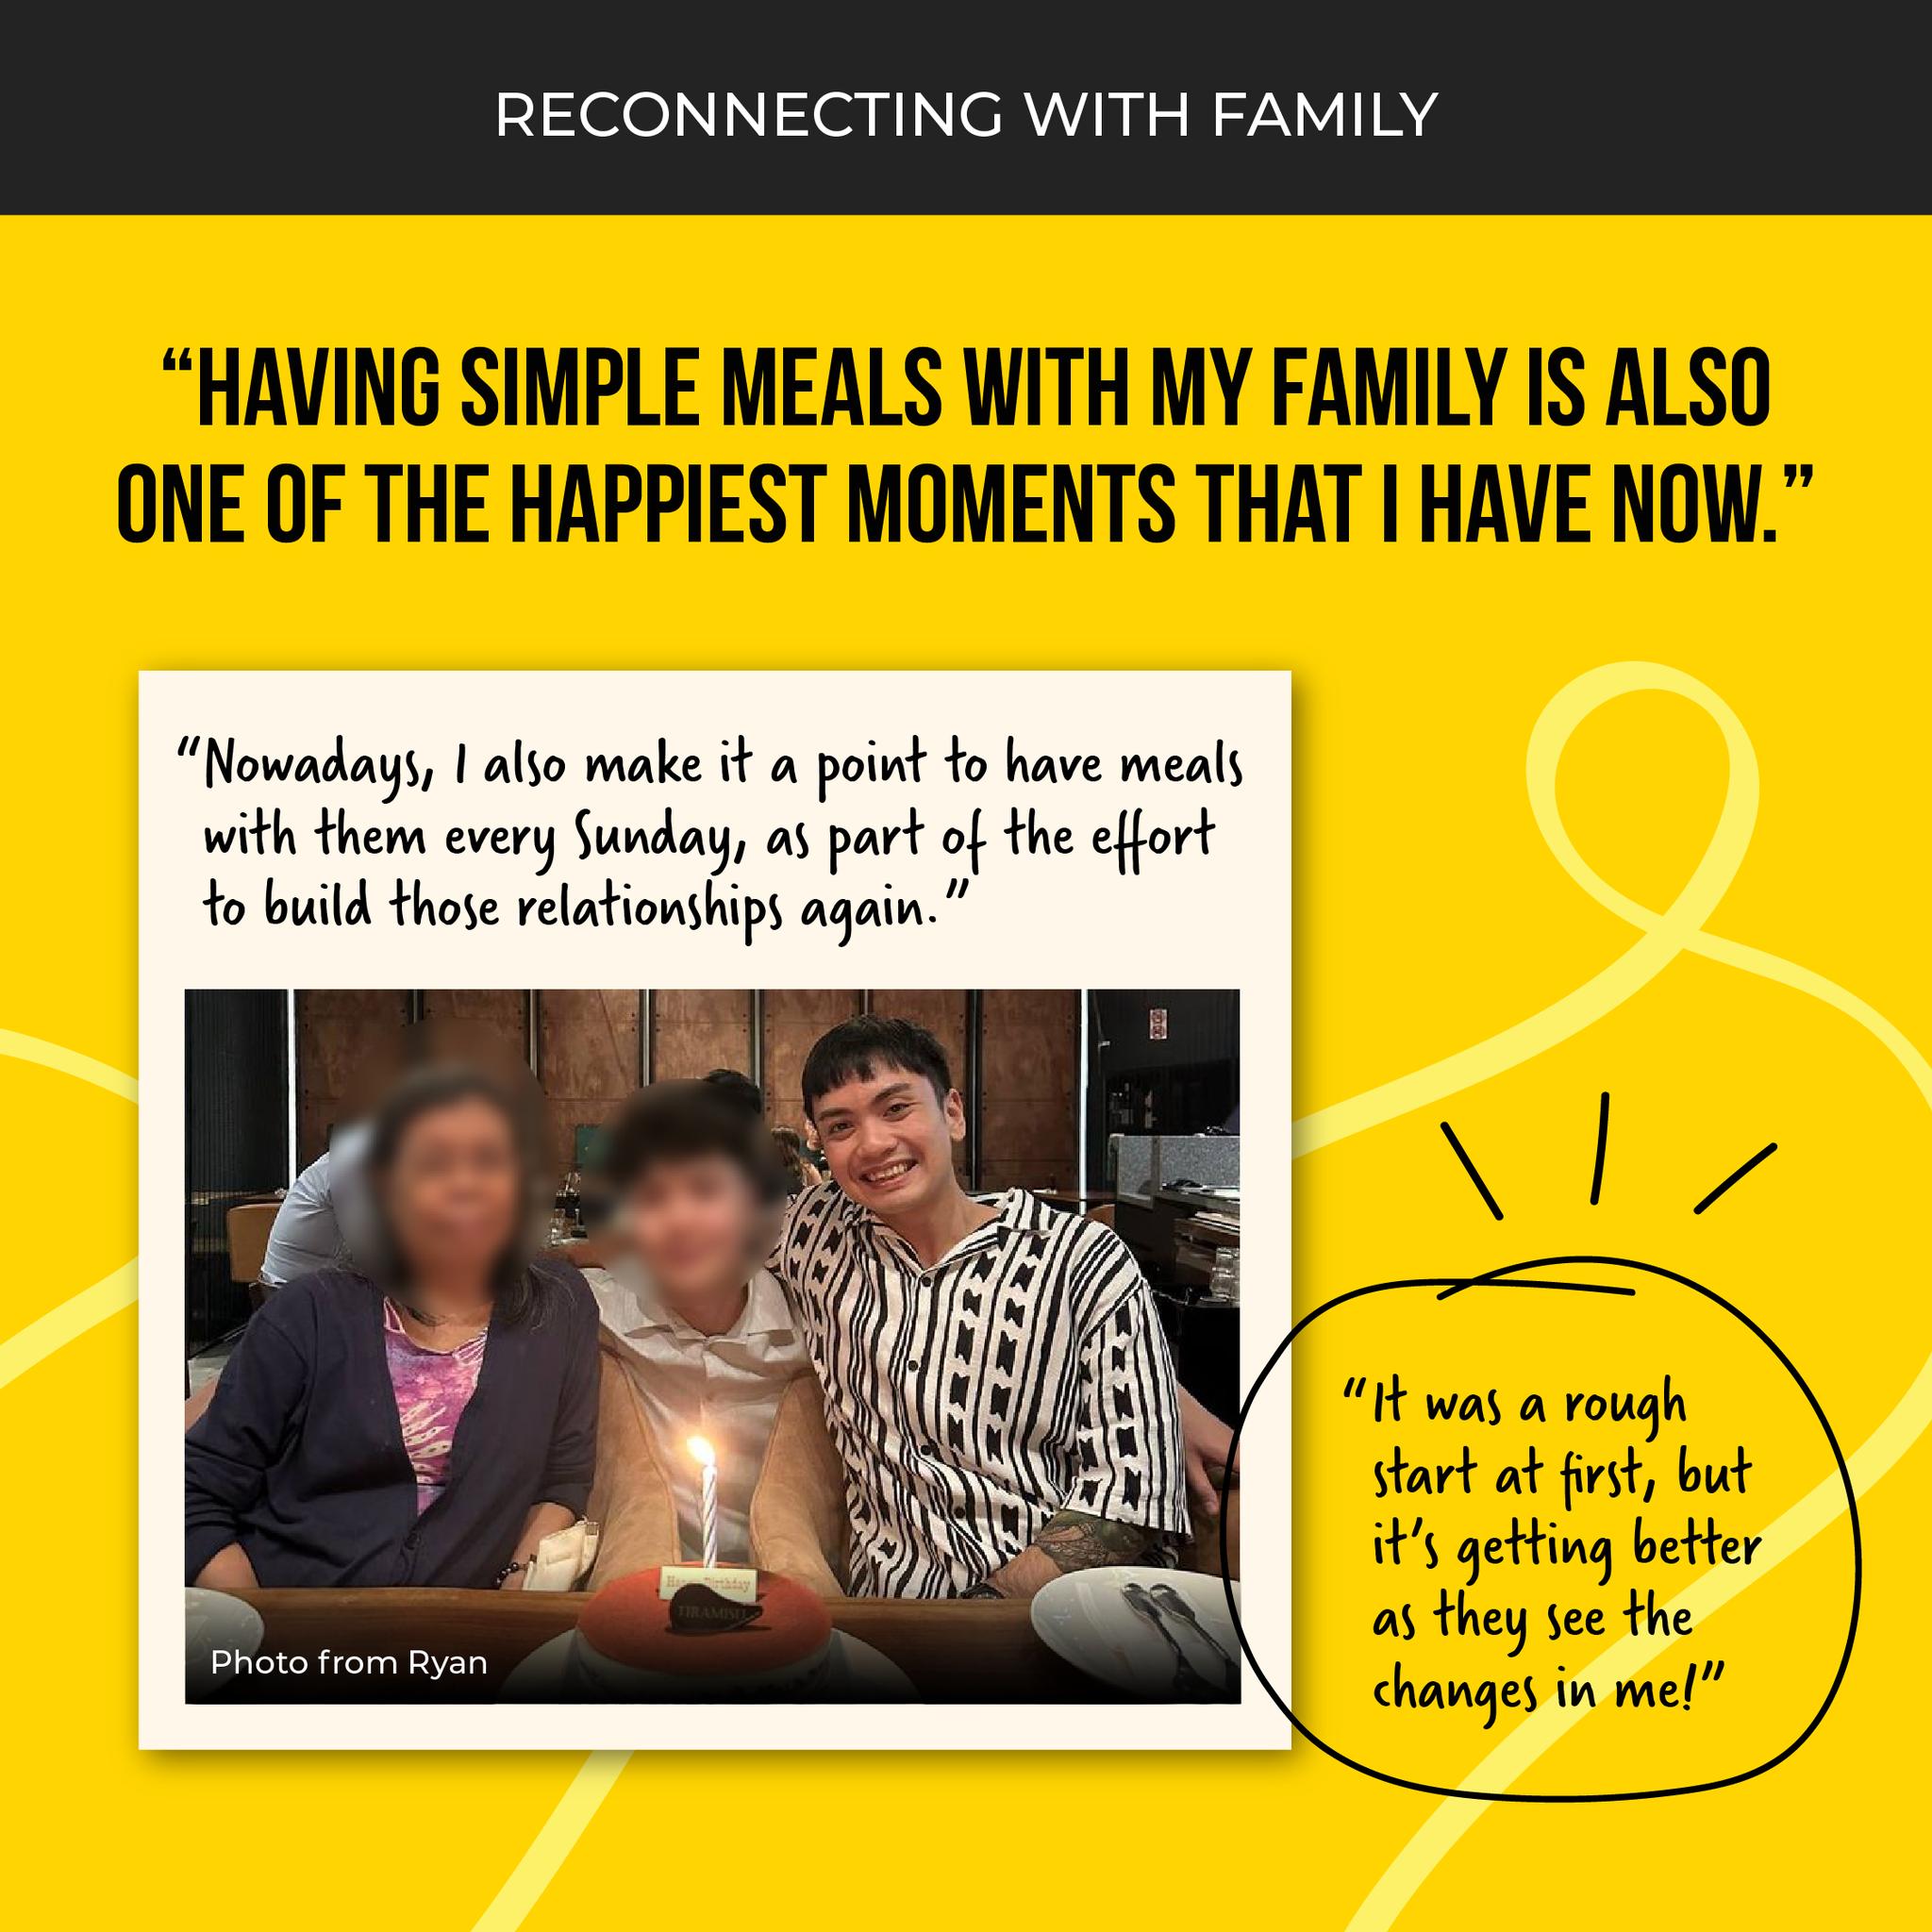 RECONNECTING WITH FAMILY
“HAVING SIMPLE MEALS WITH MY FAMILY IS ALSO
ONE OF THE HAPPIEST MOMENTS THAT I HAVE NOW.”
“Nowadays, I also make it a point to have meals
with them every Sunday, as part of the effort
to build those relationships again.”
Happy Birthday
TIRAMISU
Photo from Ryan
“It was a rough
start at first, but
it’s getting better
as they see the
changes in me!”